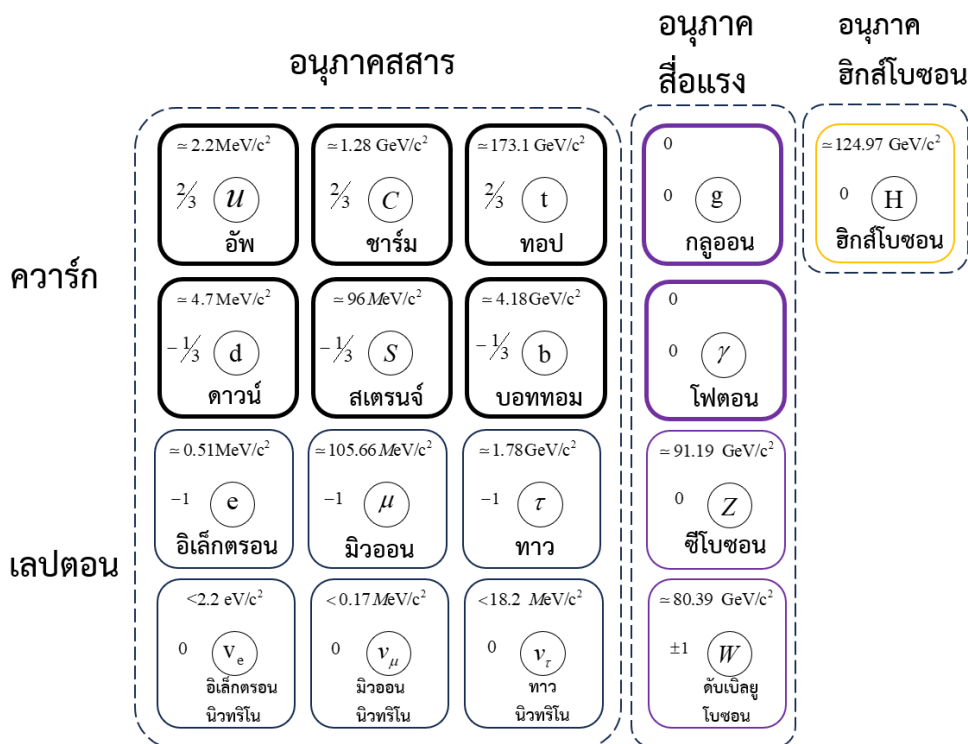 อนุภาคสสาร
อนุภาค
สื่อแรง
อนุภาค
ฮิกส์โบซอน
ควาร์ก
≃2.2MeV/c²
2/3 u
อัพ
≃1.28 GeV/c²
2/3 C
ชาร์ม
≃173.1 GeV/c²
2/3 t
ทอป
0
0 g
กลูออน
≃124.97 GeV/c²
0 H
ฮิกส์โบซอน
≃4.7MeV/c²
−1/3 d
ดาวน์
≃96MeV/c²
−1/3 S
สเตรนจ์
≃4.18GeV/c²
−1/3 b
บอททอม
0
0 γ
โฟตอน
เลปตอน
≃0.51MeV/c²
−1 e
อิเล็กตรอน
≃105.66MeV/c²
−1 μ
มิวออน
≃1.78GeV/c²
−1 τ
ทาว
≃91.19 GeV/c²
0 Z
ซีโบซอน
<2.2 eV/c²
0 νₑ
อิเล็กตรอน
นิวทริโน
<0.17MeV/c²
0 ν_μ
มิวออน
นิวทริโน
<18.2 MeV/c²
0 ν_τ
ทาว
นิวทริโน
≃80.39 GeV/c²
±1 W
ดับเบิลยู
โบซอน